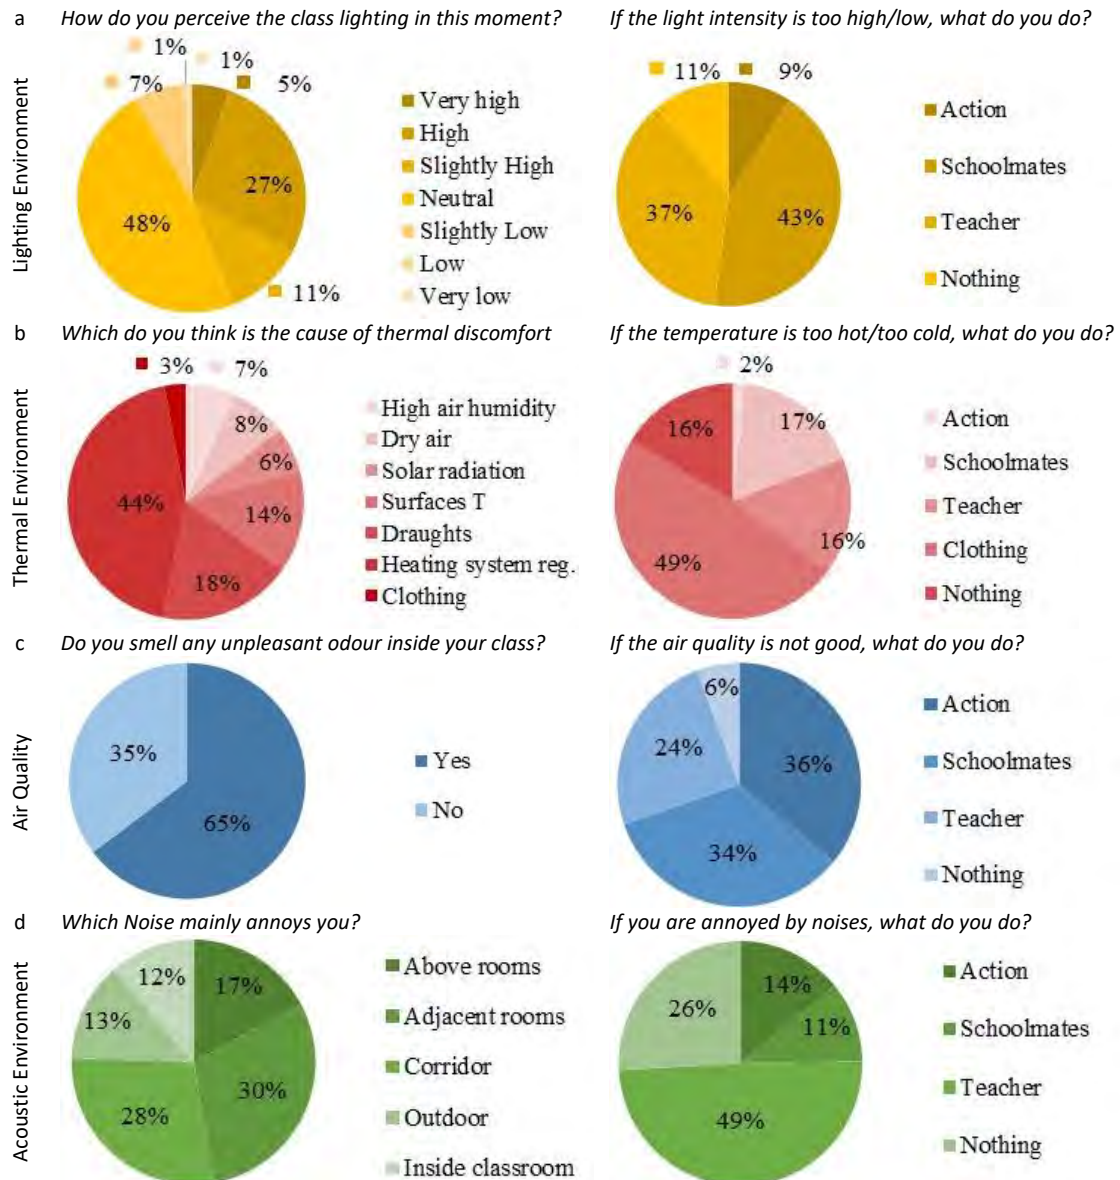 a How do you perceive the class lighting in this moment? If the light intensity is too high/low, what do you do?
Lighting Environment
1% 1%
7% 5%
27%
48%
11%
Very high
High
Slightly High
Neutral
Slightly Low
Low
Very low
11% 9%
37% 43%
Action
Schoolmates
Teacher
Nothing
b Which do you think is the cause of thermal discomfort If the temperature is too hot/too cold, what do you do?
Thermal Environment
3% 7%
8%
6%
44% 14%
18%
High air humidity
Dry air
Solar radiation
Surfaces T
Draughts
Heating system reg.
Clothing
2%
16% 17%
16%
49%
Action
Schoolmates
Teacher
Clothing
Nothing
c Do you smell any unpleasant odour inside your class? If the air quality is not good, what do you do?
Air Quality
35%
65%
Yes
No
6%
24% 36%
34%
Action
Schoolmates
Teacher
Nothing
d Which Noise mainly annoys you? If you are annoyed by noises, what do you do?
Acoustic Environment
12% 17%
13%
30%
28%
Above rooms
Adjacent rooms
Corridor
Outdoor
Inside classroom
14%
26% 11%
49%
Action
Schoolmates
Teacher
Nothing